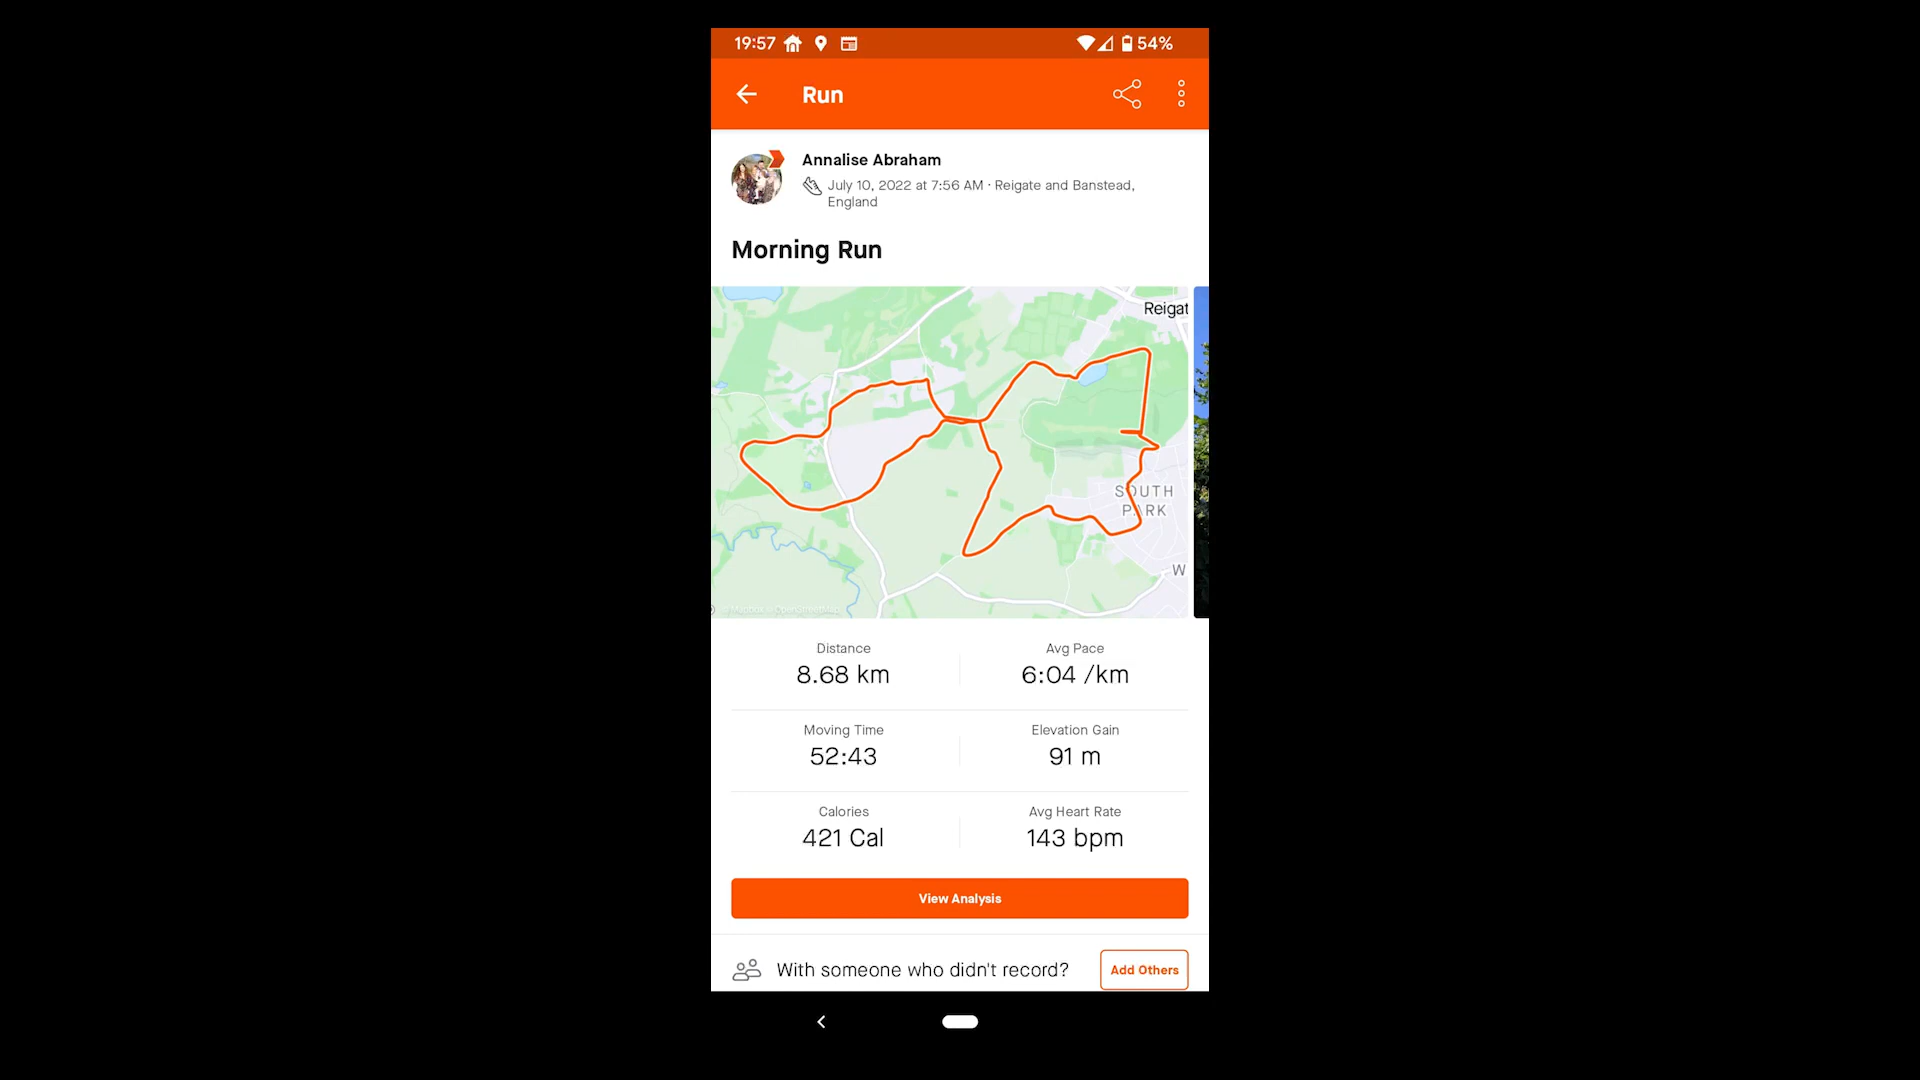 19:57
54%
Run
Annalise Abraham
July 10, 2022 at 7:56 AM · Reigate and Banstead,
England
Morning Run
Reigat
SOUTH
PARK
W
Distance
8.68 km
Avg Pace
6:04 /km
Moving Time
52:43
Elevation Gain
91 m
Calories
421 Cal
Avg Heart Rate
143 bpm
View Analysis
With someone who didn't record?
Add Others